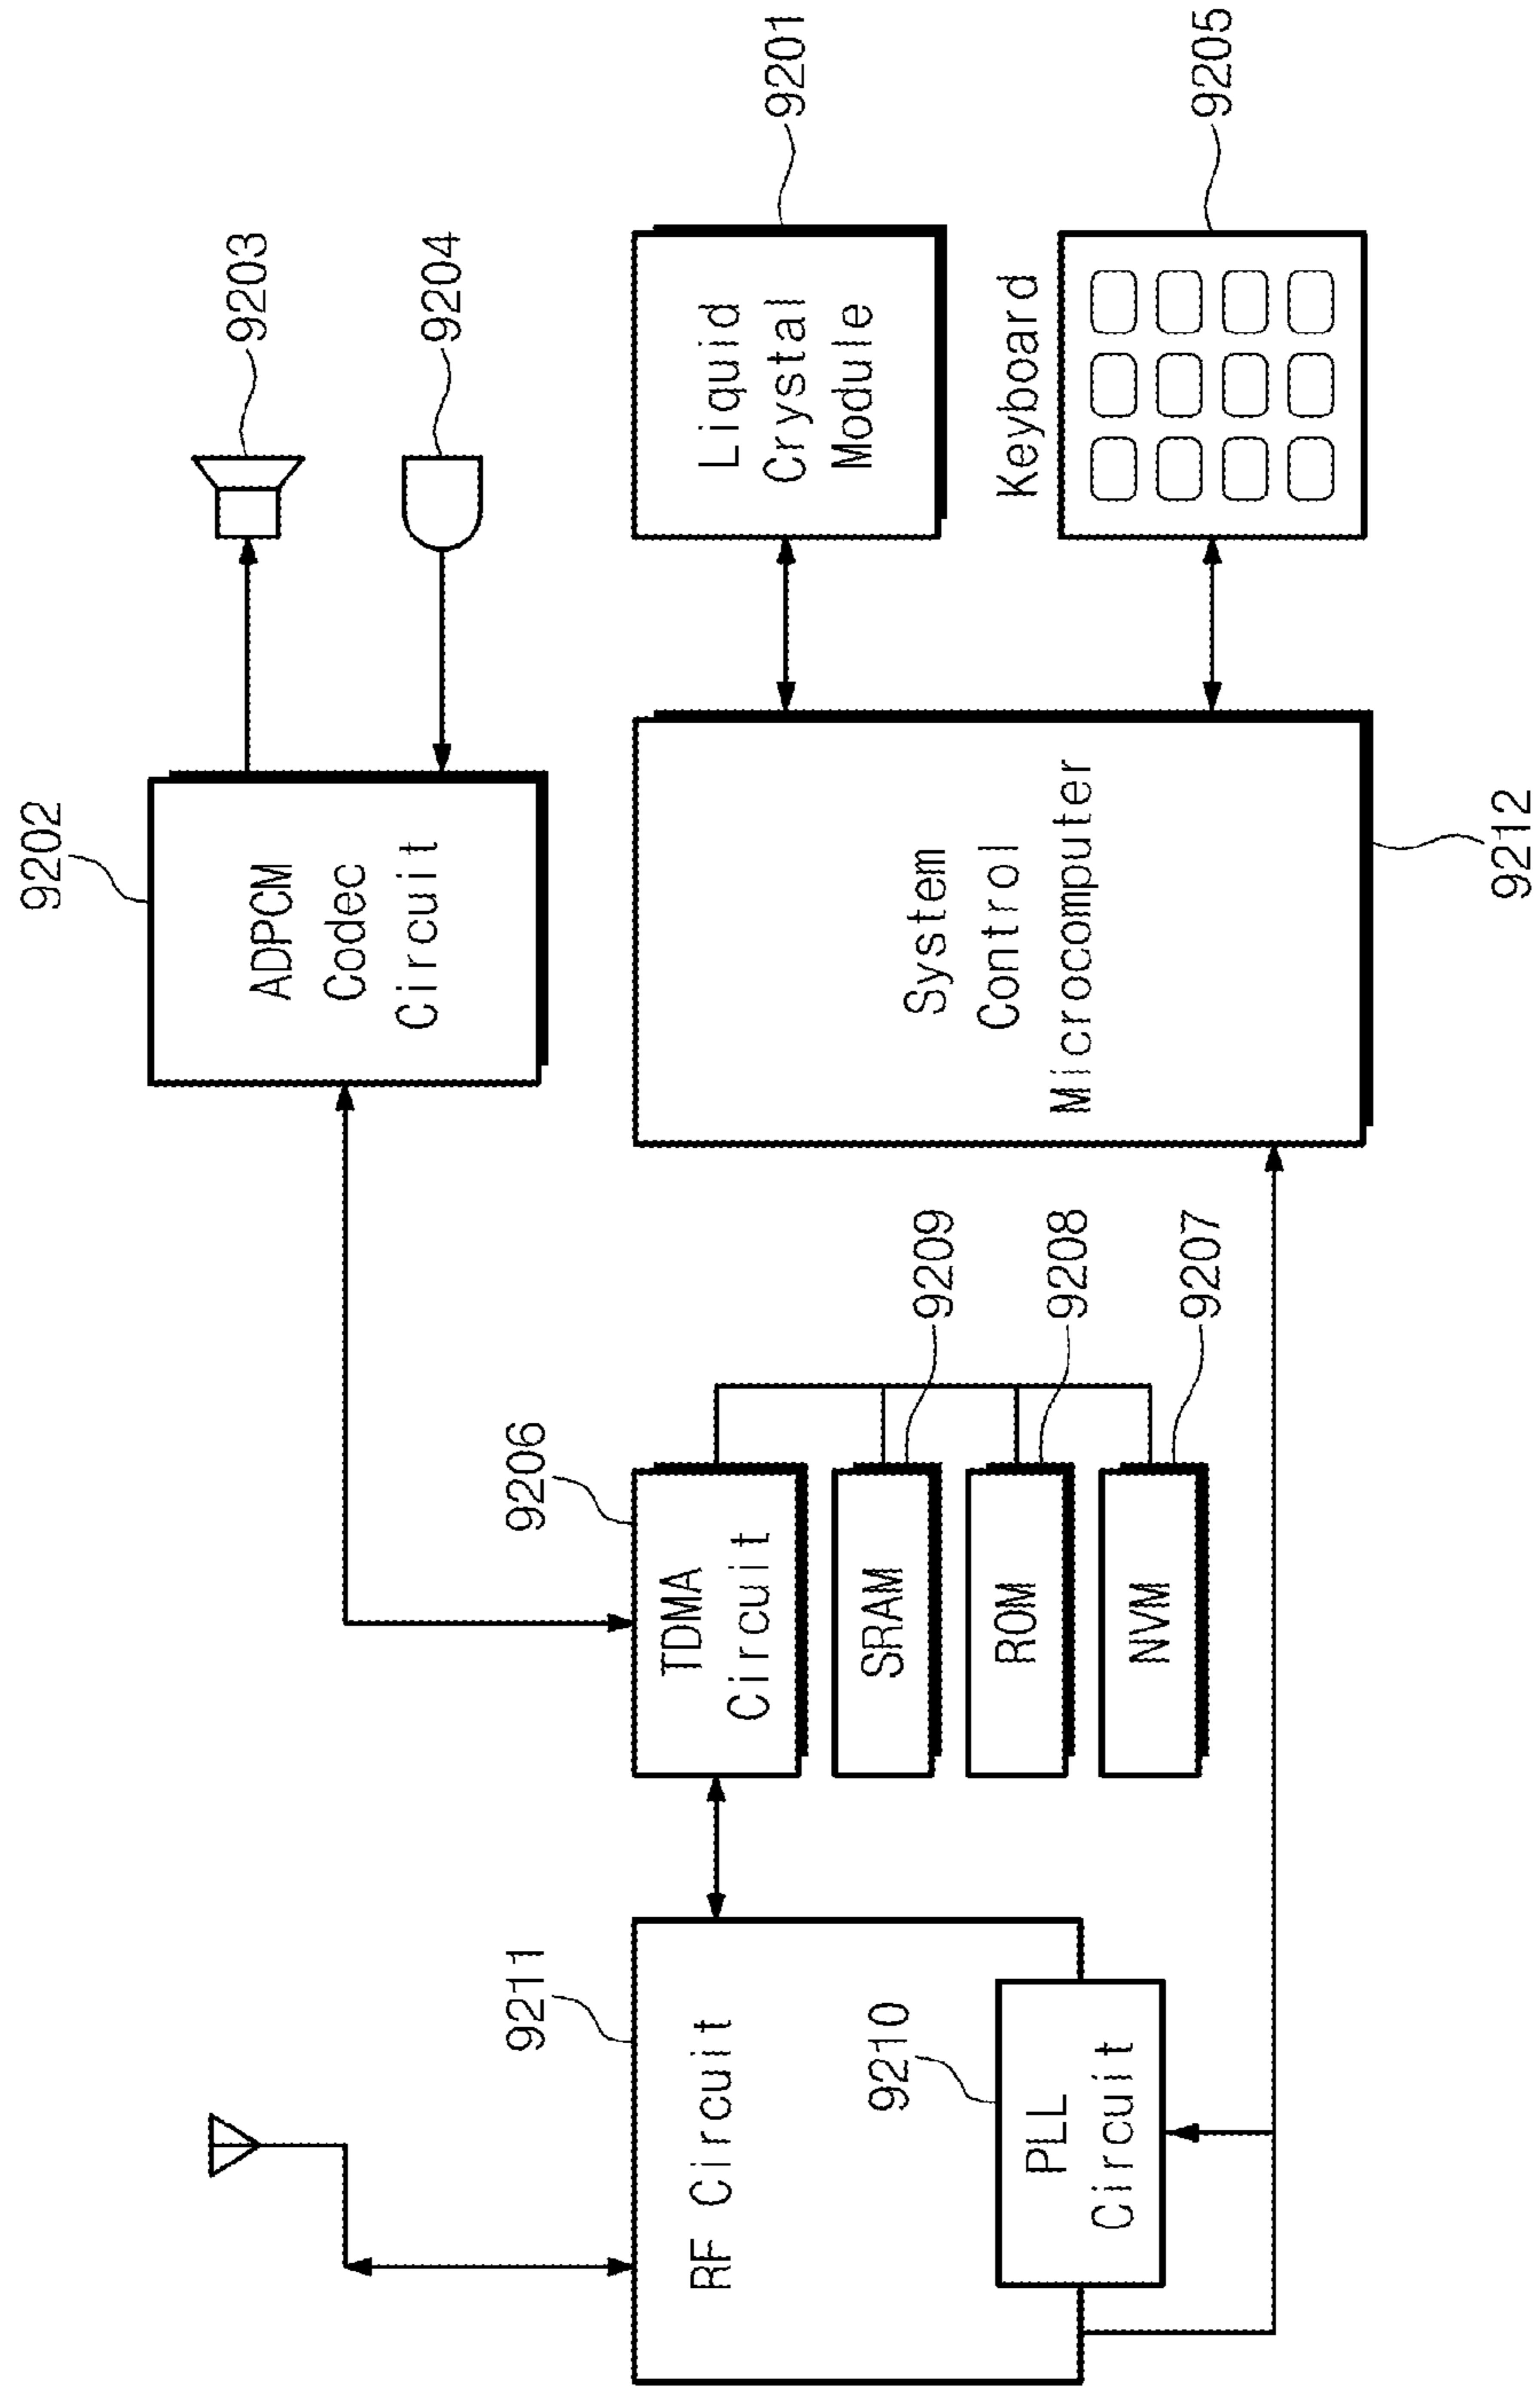 9202
ADPCM
Codec
Circuit
9203
9204
9211
RF Circuit
9210
PLL
Circuit
9206
TDMA
Circuit
SRAM
9209
ROM
9208
NVM
9207
System
Control
Microcomputer
9212
Liquid
Crystal
Module
9201
Keyboard
9205